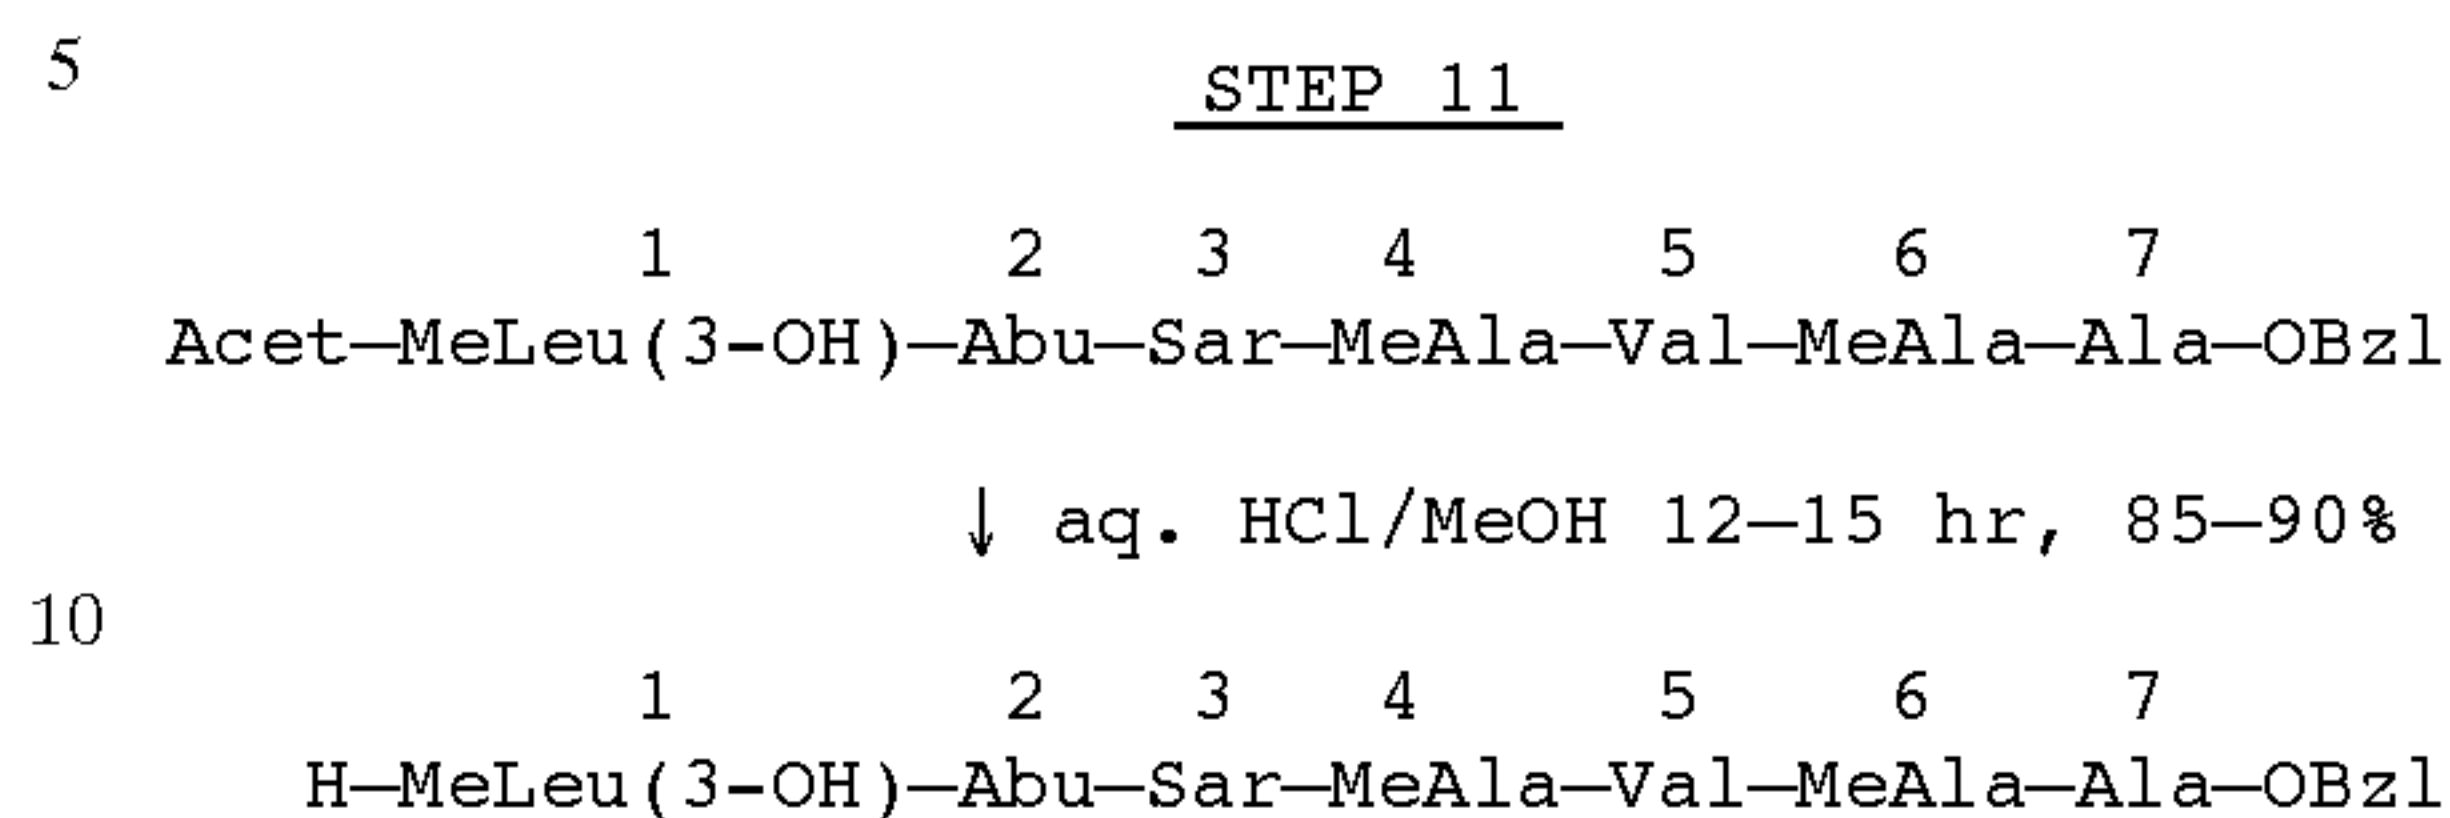 5
STEP 11
1 2 3 4 5 6 7
Acet—MeLeu(3-OH)—Abu—Sar—MeAla—Val—MeAla—Ala—OBzl
↓ aq. HCl/MeOH 12—15 hr, 85—90%
10
1 2 3 4 5 6 7
H—MeLeu(3-OH)—Abu—Sar—MeAla—Val—MeAla—Ala—OBzl